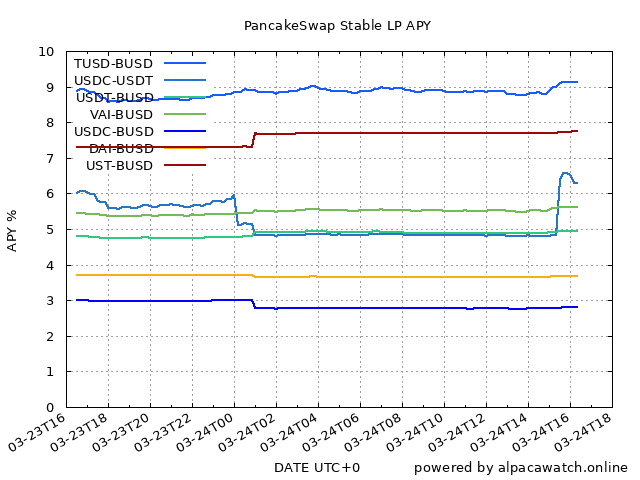 PancakeSwap Stable LP APY
10
9
8
7
6
5
4
3
2
1
0
APY %
TUSD-BUSD
USDC-USDT
USDT-BUSD
VAI-BUSD
USDC-BUSD
DAI-BUSD
UST-BUSD
03-23T16
03-23T18
03-23T20
03-23T22
03-24T00
03-24T02
03-24T04
03-24T06
03-24T08
03-24T10
03-24T12
03-24T14
03-24T16
03-24T18
DATE UTC+0
powered by alpacawatch.online